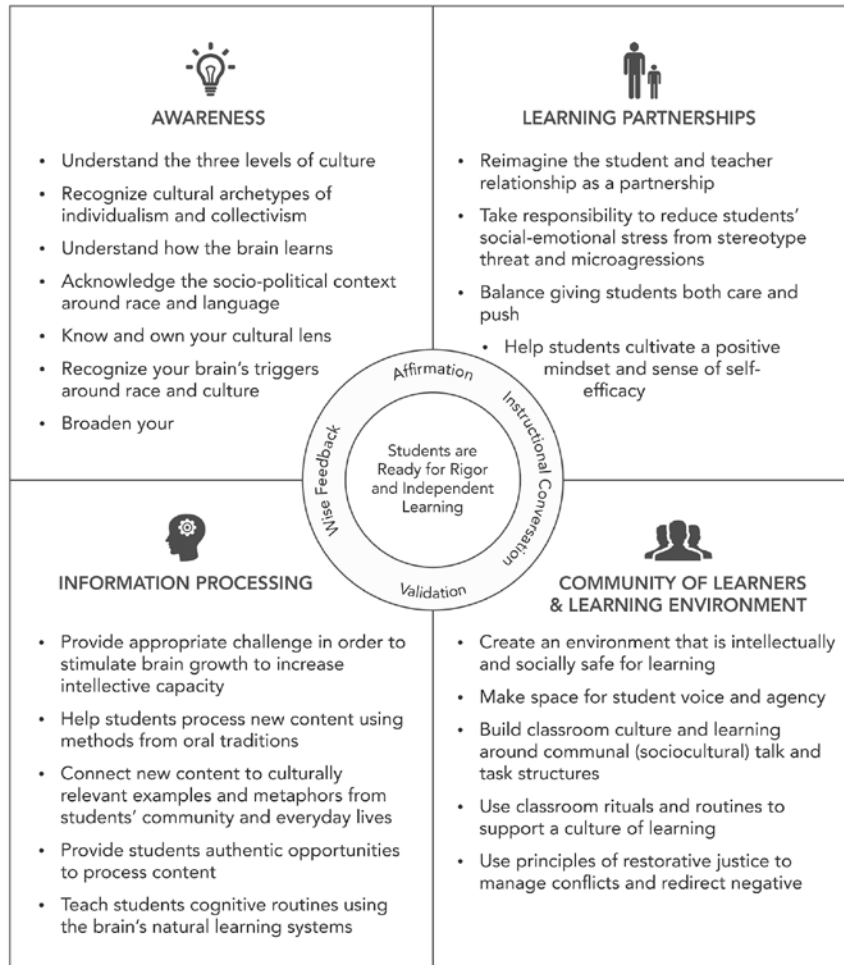 AWARENESS
• Understand the three levels of culture
• Recognize cultural archetypes of
individualism and collectivism
• Understand how the brain learns
• Acknowledge the socio-political context
around race and language
• Know and own your cultural lens
• Recognize your brain's triggers
around race and culture
• Broaden your
LEARNING PARTNERSHIPS
• Reimagine the student and teacher
relationship as a partnership
• Take responsibility to reduce students'
social-emotional stress from stereotype
threat and microagressions
• Balance giving students both care and
push
• Help students cultivate a positive
mindset and sense of self-
efficacy
Affirmation
Instructional Conversation
Validation
Wise Feedback
Students are
Ready for Rigor
and Independent
Learning
INFORMATION PROCESSING
• Provide appropriate challenge in order to
stimulate brain growth to increase
intellective capacity
• Help students process new content using
methods from oral traditions
• Connect new content to culturally
relevant examples and metaphors from
students' community and everyday lives
• Provide students authentic opportunities
to process content
• Teach students cognitive routines using
the brain's natural learning systems
COMMUNITY OF LEARNERS
& LEARNING ENVIRONMENT
• Create an environment that is intellectually
and socially safe for learning
• Make space for student voice and agency
• Build classroom culture and learning
around communal (sociocultural) talk and
task structures
• Use classroom rituals and routines to
support a culture of learning
• Use principles of restorative justice to
manage conflicts and redirect negative